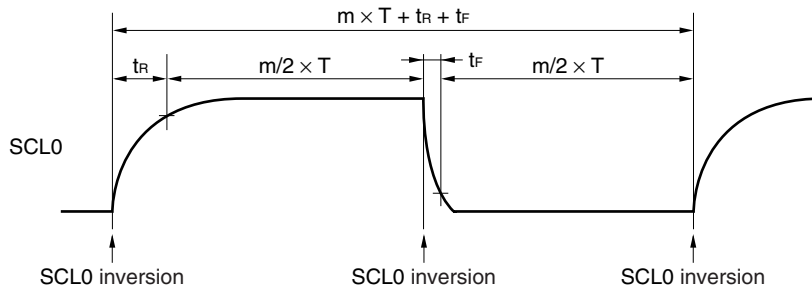 m × T + tR + tF
tR
m/2 × T
tF
m/2 × T
SCL0
SCL0 inversion
SCL0 inversion
SCL0 inversion